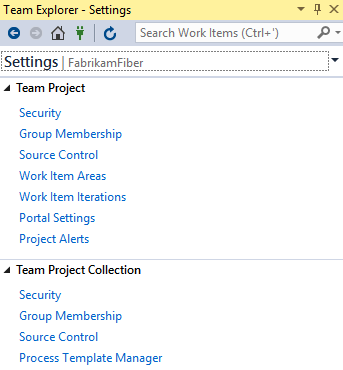 Team Explorer - Settings
Search Work Items (Ctrl+')
Settings | FabrikamFiber
Team Project
Security
Group Membership
Source Control
Work Item Areas
Work Item Iterations
Portal Settings
Project Alerts
Team Project Collection
Security
Group Membership
Source Control
Process Template Manager